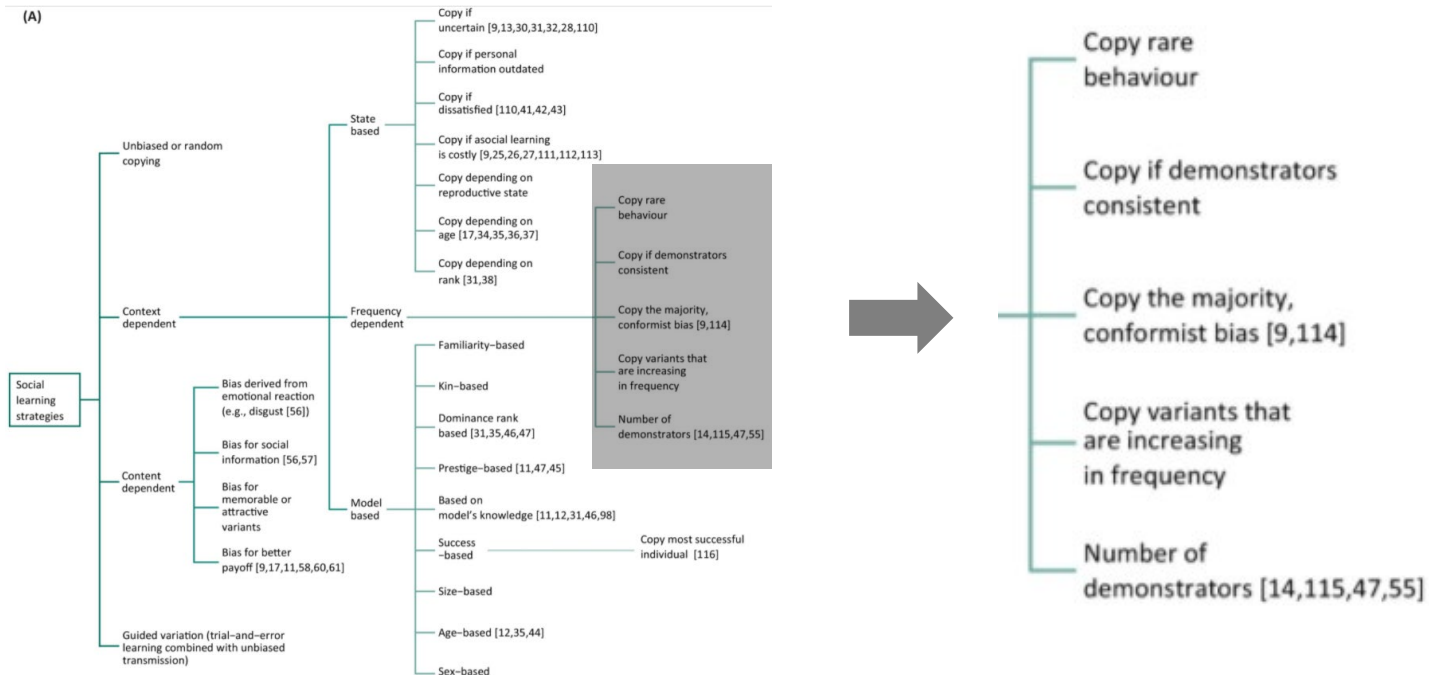 (A)
Social
learning
strategies
Unbiased or random
copying
Context
dependent
Content
dependent
Guided variation (trial–and–error
learning combined with unbiased
transmission)
Bias derived from
emotional reaction
(e.g., disgust [56])
Bias for social
information [56,57]
Bias for
memorable or
attractive
variants
Bias for better
payoff [9,17,11,58,60,61]
State
based
Frequency
dependent
Model
based
Copy if
uncertain [9,13,30,31,32,28,110]
Copy if personal
information outdated
Copy if
dissatisfied [110,41,42,43]
Copy if asocial learning
is costly [9,25,26,27,111,112,113]
Copy depending on
reproductive state
Copy depending on
age [17,34,35,36,37]
Copy depending on
rank [31,38]
Familiarity–based
Kin–based
Dominance rank
based [31,35,46,47]
Prestige–based [11,47,45]
Based on
model's knowledge [11,12,31,46,98]
Success
–based
Size–based
Age–based [12,35,44]
Sex–based
Copy most successful
individual [116]
Copy rare
behaviour
Copy if demonstrators
consistent
Copy the majority,
conformist bias [9,114]
Copy variants that
are increasing
in frequency
Number of
demonstrators [14,115,47,55]
Copy rare
behaviour
Copy if demonstrators
consistent
Copy the majority,
conformist bias [9,114]
Copy variants that
are increasing
in frequency
Number of
demonstrators [14,115,47,55]